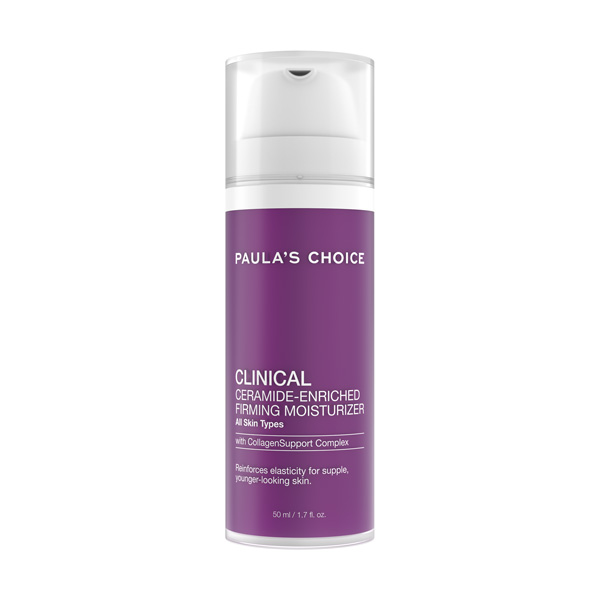 PAULA'S CHOICE
CLINICAL
CERAMIDE-ENRICHED
FIRMING MOISTURIZER
All Skin Types
with CollagenSupport Complex
Reinforces elasticity for supple,
younger-looking skin.
50 ml / 1.7 fl. oz.